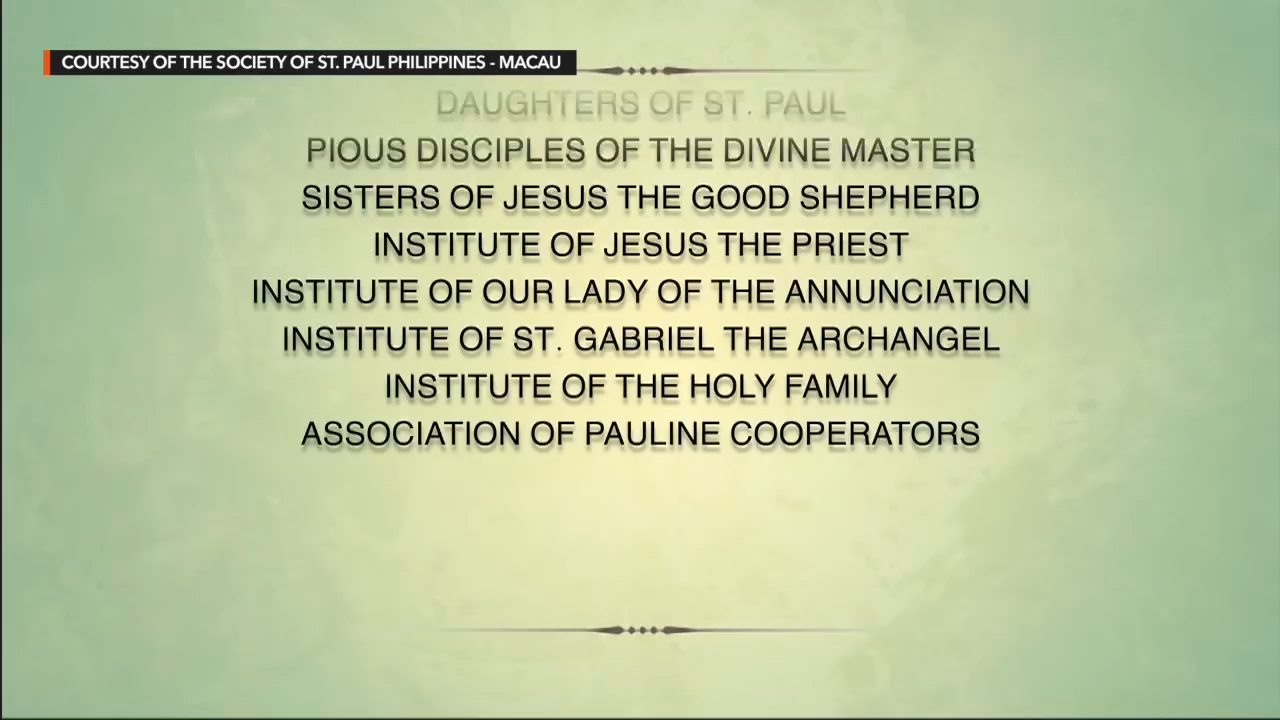 COURTESY OF THE SOCIETY OF ST. PAUL PHILIPPINES - MACAU
DAUGHTERS OF ST. PAUL
PIOUS DISCIPLES OF THE DIVINE MASTER
SISTERS OF JESUS THE GOOD SHEPHERD
INSTITUTE OF JESUS THE PRIEST
INSTITUTE OF OUR LADY OF THE ANNUNCIATION
INSTITUTE OF ST. GABRIEL THE ARCHANGEL
INSTITUTE OF THE HOLY FAMILY
ASSOCIATION OF PAULINE COOPERATORS